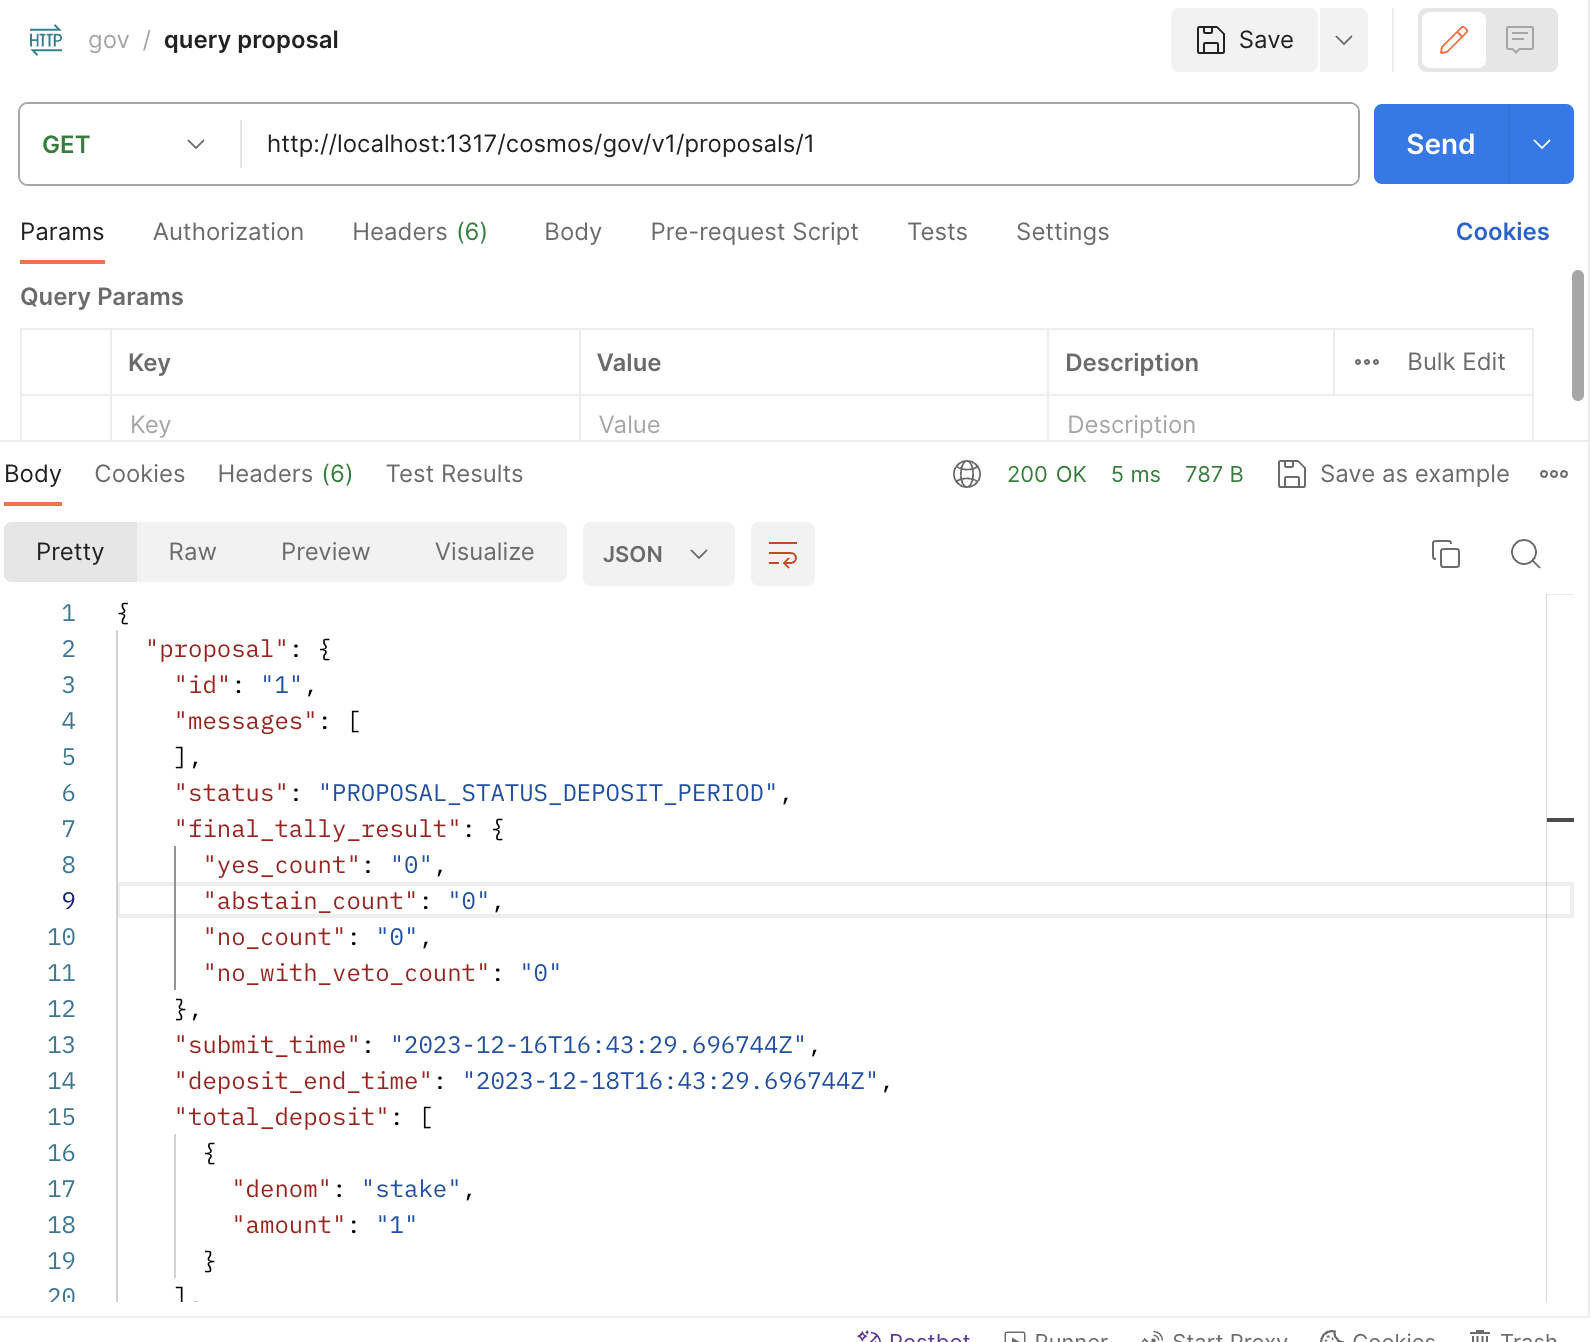 HTTP gov / query proposal Save
GET http://localhost:1317/cosmos/gov/v1/proposals/1 Send
Params Authorization Headers (6) Body Pre-request Script Tests Settings Cookies
Query Params
Key Value Description Bulk Edit
Key Value Description
Body Cookies Headers (6) Test Results 200 OK 5 ms 787 B Save as example
Pretty Raw Preview Visualize JSON
1 {
2 "proposal": {
3 "id": "1",
4 "messages": [
5 ],
6 "status": "PROPOSAL_STATUS_DEPOSIT_PERIOD",
7 "final_tally_result": {
8 "yes_count": "0",
9 "abstain_count": "0",
10 "no_count": "0",
11 "no_with_veto_count": "0"
12 },
13 "submit_time": "2023-12-16T16:43:29.696744Z",
14 "deposit_end_time": "2023-12-18T16:43:29.696744Z",
15 "total_deposit": [
16 {
17 "denom": "stake",
18 "amount": "1"
19 }
20 ],
Postbot Runner Start Proxy Cookies Trash